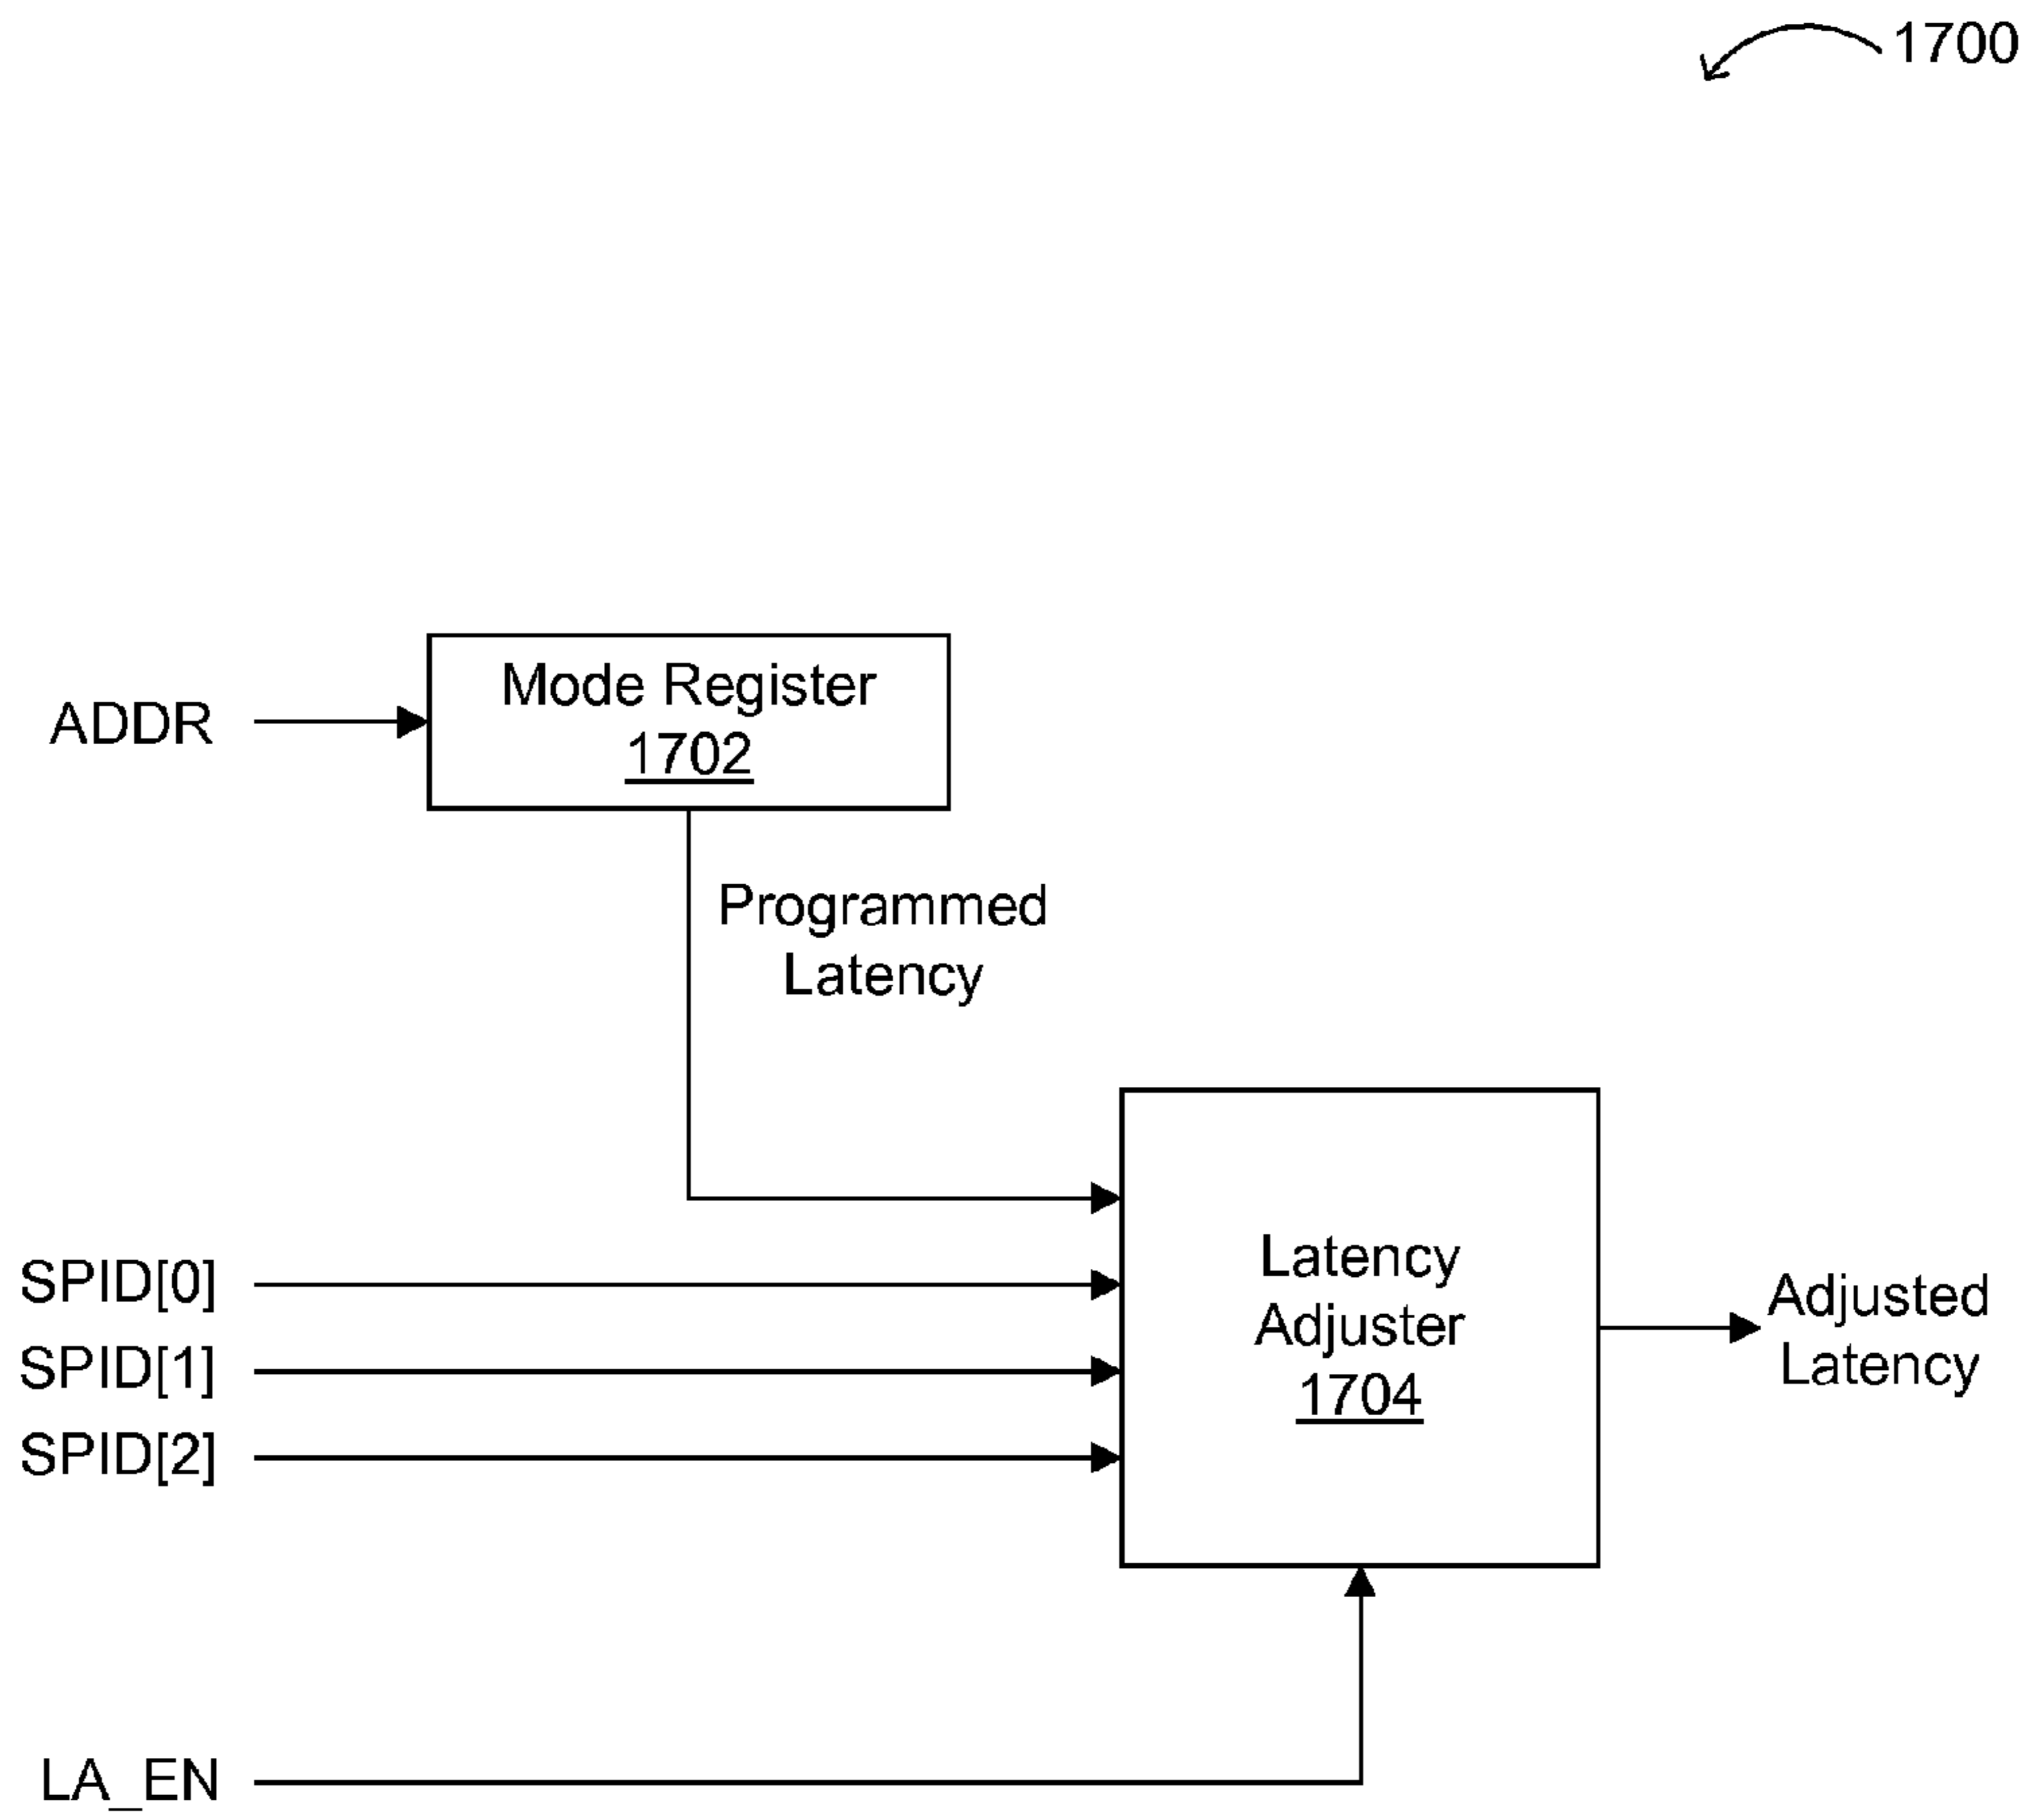 1700
ADDR
Mode Register
1702
Programmed
Latency
SPID[0]
SPID[1]
SPID[2]
Latency
Adjuster
1704
Adjusted
Latency
LA_EN